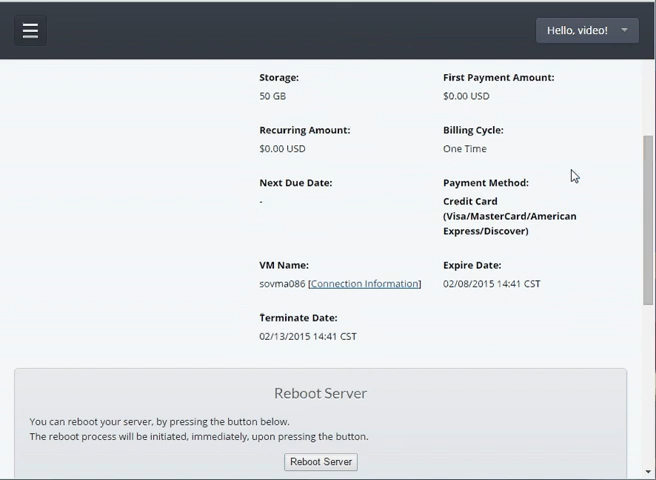 Hello, video!
Storage:
First Payment Amount:
50 GB
$0.00 USD
Recurring Amount:
Billing Cycle:
$0.00 USD
One Time
Next Due Date:
Payment Method:
-
Credit Card
(Visa/MasterCard/American
Express/Discover)
VM Name:
Expire Date:
sovma086 [Connection Information]
02/08/2015 14:41 CST
Terminate Date:
02/13/2015 14:41 CST
Reboot Server
You can reboot your server, by pressing the button below.
The reboot process will be initiated, immediately, upon pressing the button.
Reboot Server